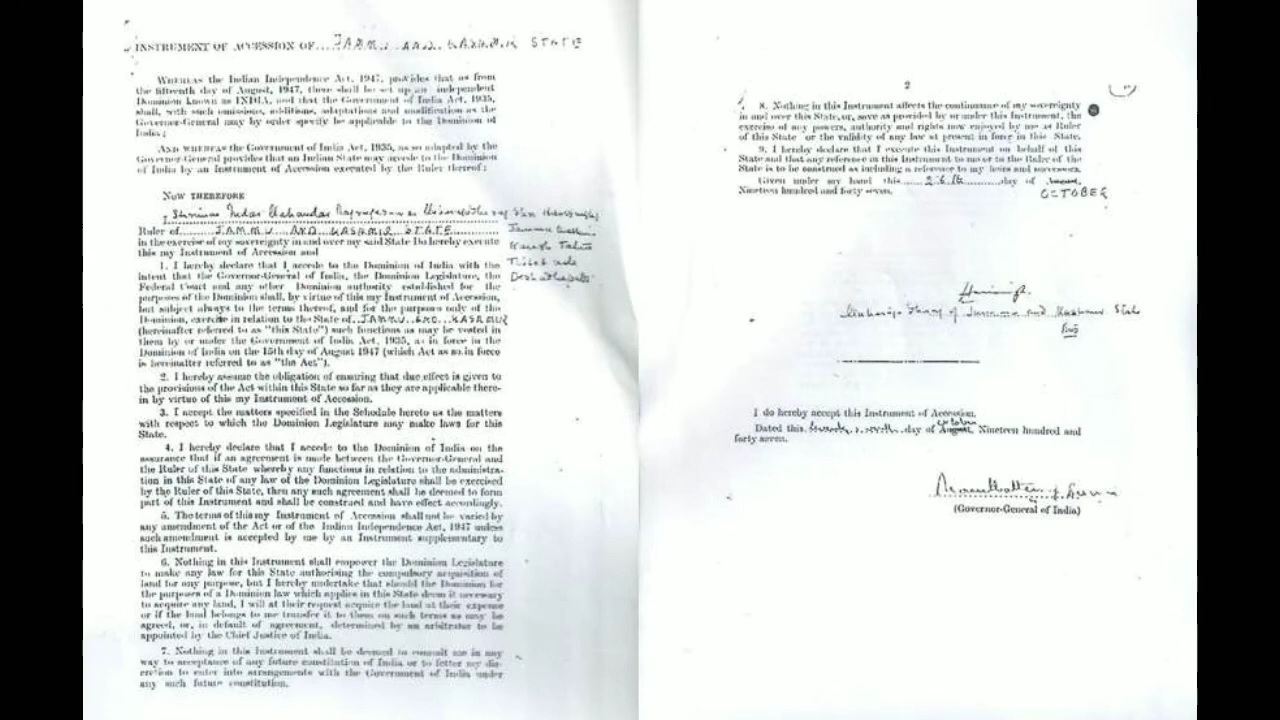 INSTRUMENT OF ACCESSION OF... JAMMU AND KASHMIR STATE
WHEREAS the Indian Independence Act, 1947, provides that as from
the fifteenth day of August, 1947, there shall be set up an independent
Dominion known as INDIA, and that the Government of India Act, 1935,
shall, with such omissions, additions, adaptations and modification as the
Governor-General may by order specify be applicable to the Dominion of
India;
AND WHEREAS the Government of India Act, 1935, as so adapted by the
Governor-General provides that an Indian State may accede to the Dominion
of India by an Instrument of Accession executed by the Ruler thereof:
NOW THEREFORE
I Shriman Indar Mahandar
Ruler of JAMMU AND KASHMIR STATE
in the exercise of my sovereignty in and over my said State Do hereby execute
this my Instrument of Accession and
1. I hereby declare that I accede to the Dominion of India with the
intent that the Governor-General of India, the Dominion Legislature, the
Federal Court and any other Dominion authority established for the
purposes of the Dominion shall, by virtue of this my Instrument of Accession,
but subject always to the terms thereof, and for the purposes only of the
Dominion, exercise in relation to the State of JAMMU AND KASHMIR
(hereinafter referred to as "this State") such functions as may be vested in
them by or under the Government of India Act, 1935, as in force in the
Dominion of India on the 15th day of August 1947 (which Act as so in force
is hereinafter referred to as "the Act").
2. I hereby assume the obligation of ensuring that due effect is given to
the provisions of the Act within this State so far as they are applicable there-
in by virtue of this my Instrument of Accession.
3. I accept the matters specified in the Schedule hereto as the matters
with respect to which the Dominion Legislature may make laws for this
State.
4. I hereby declare that I accede to the Dominion of India on the
assurance that if an agreement is made between the Governor-General and
the Ruler of this State whereby any functions in relation to the administra-
tion in this State of any law of the Dominion Legislature shall be exercised
by the Ruler of this State, then any such agreement shall be deemed to form
part of this Instrument and shall be construed and have effect accordingly.
5. The terms of this my Instrument of Accession shall not be varied by
any amendment of the Act or of the Indian Independence Act, 1947 unless
such amendment is accepted by me by an Instrument supplementary to
this Instrument.
6. Nothing in this Instrument shall empower the Dominion Legislature
to make any law for this State authorising the compulsory acquisition of
land for any purpose, but I hereby undertake that should the Dominion for
the purposes of a Dominion law which applies in this State deem it necessary
to acquire any land, I will at their request acquire the land at their expense
or if the land belongs to me transfer it to them on such terms as may be
agreed, or, in default of agreement, determined by an arbitrator to be
appointed by the Chief Justice of India.
7. Nothing in this Instrument shall be deemed to commit me in any
way to acceptance of any future constitution of India or to fetter my dis-
cretion to enter into arrangements with the Government of India under
any such future constitution.
2
8. Nothing in this Instrument affects the continuance of my sovereignty
in and over this State, or, save as provided by or under this Instrument, the
exercise of any powers, authority and rights now enjoyed by me as Ruler
of this State or the validity of any law at present in force in this State.
9. I hereby declare that I execute this Instrument on behalf of this
State and that any reference in this Instrument to me or to the Ruler of the
State is to be construed as including a reference to my heirs and successors.
Given under my hand this 26th day of August,
Nineteen hundred and forty seven. OCTOBER
Hari Singh
Maharaja of Jammu and Kashmir State
I do hereby accept this Instrument of Accession.
October
Dated this twenty seventh day of August, Nineteen hundred and
forty seven.
Mountbatten of Burma
(Governor-General of India)